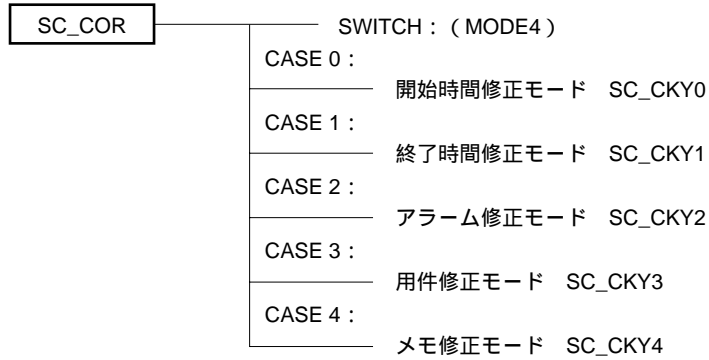 SC_COR
SWITCH：（MODE4）
CASE 0：
開始時間修正モード　SC_CKY0
CASE 1：
終了時間修正モード　SC_CKY1
CASE 2：
アラーム修正モード　SC_CKY2
CASE 3：
用件修正モード　SC_CKY3
CASE 4：
メモ修正モード　SC_CKY4